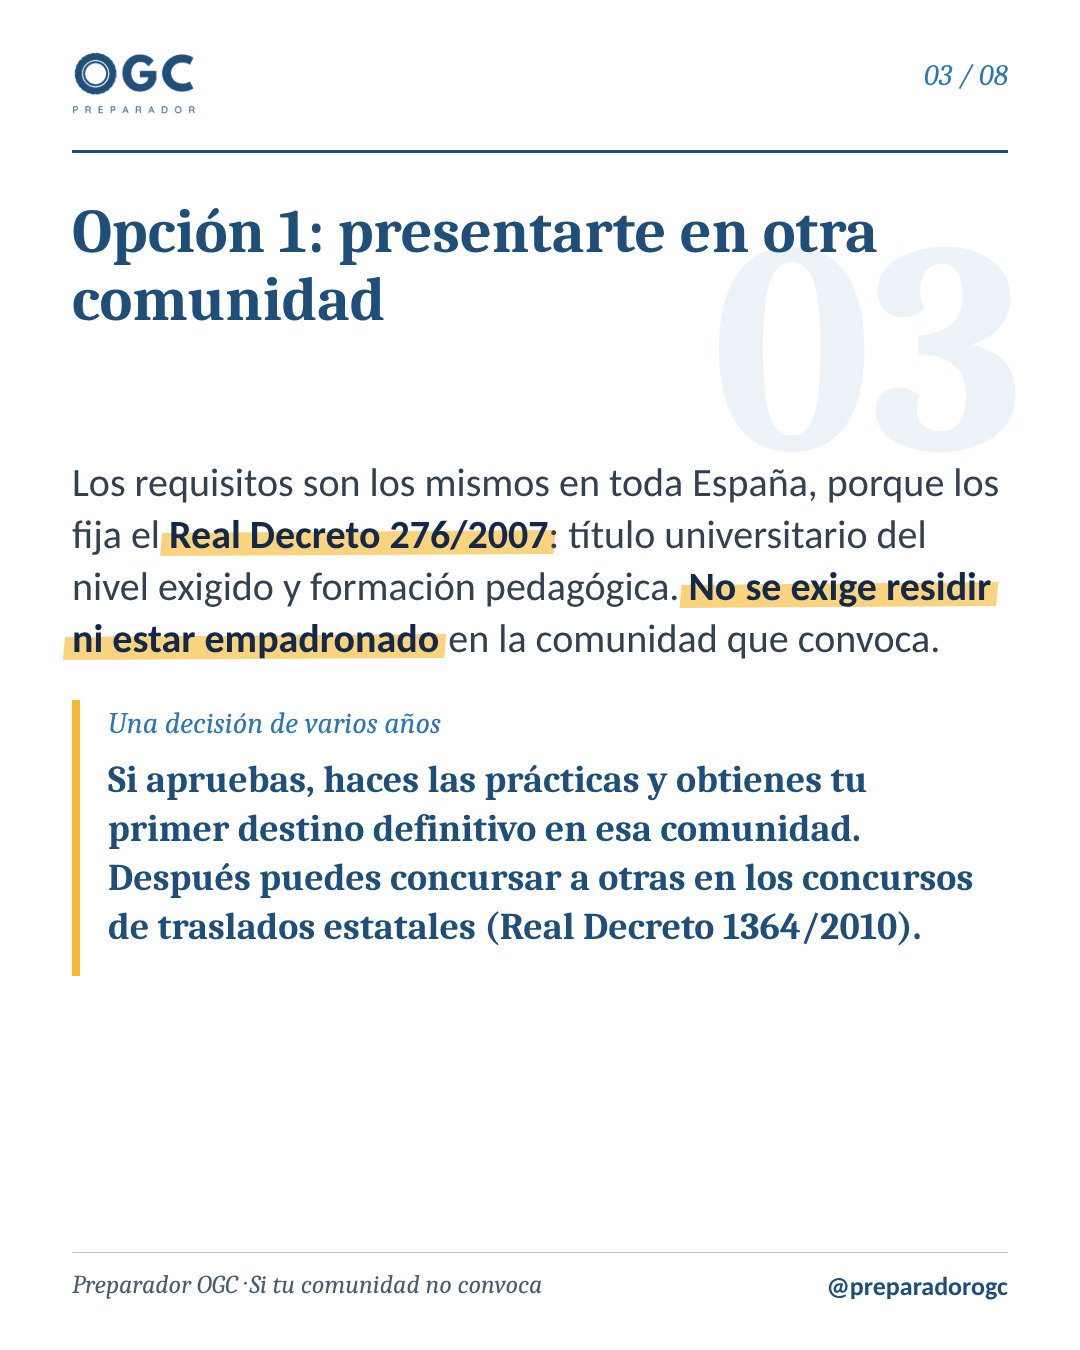 OGC
PREPARADOR
03 / 08
Opción 1: presentarte en otra
comunidad
03
Los requisitos son los mismos en toda España, porque los
fija el Real Decreto 276/2007: título universitario del
nivel exigido y formación pedagógica. No se exige residir
ni estar empadronado en la comunidad que convoca.
Una decisión de varios años
Si apruebas, haces las prácticas y obtienes tu
primer destino definitivo en esa comunidad.
Después puedes concursar a otras en los concursos
de traslados estatales (Real Decreto 1364/2010).
Preparador OGC · Si tu comunidad no convoca
@preparadorogc